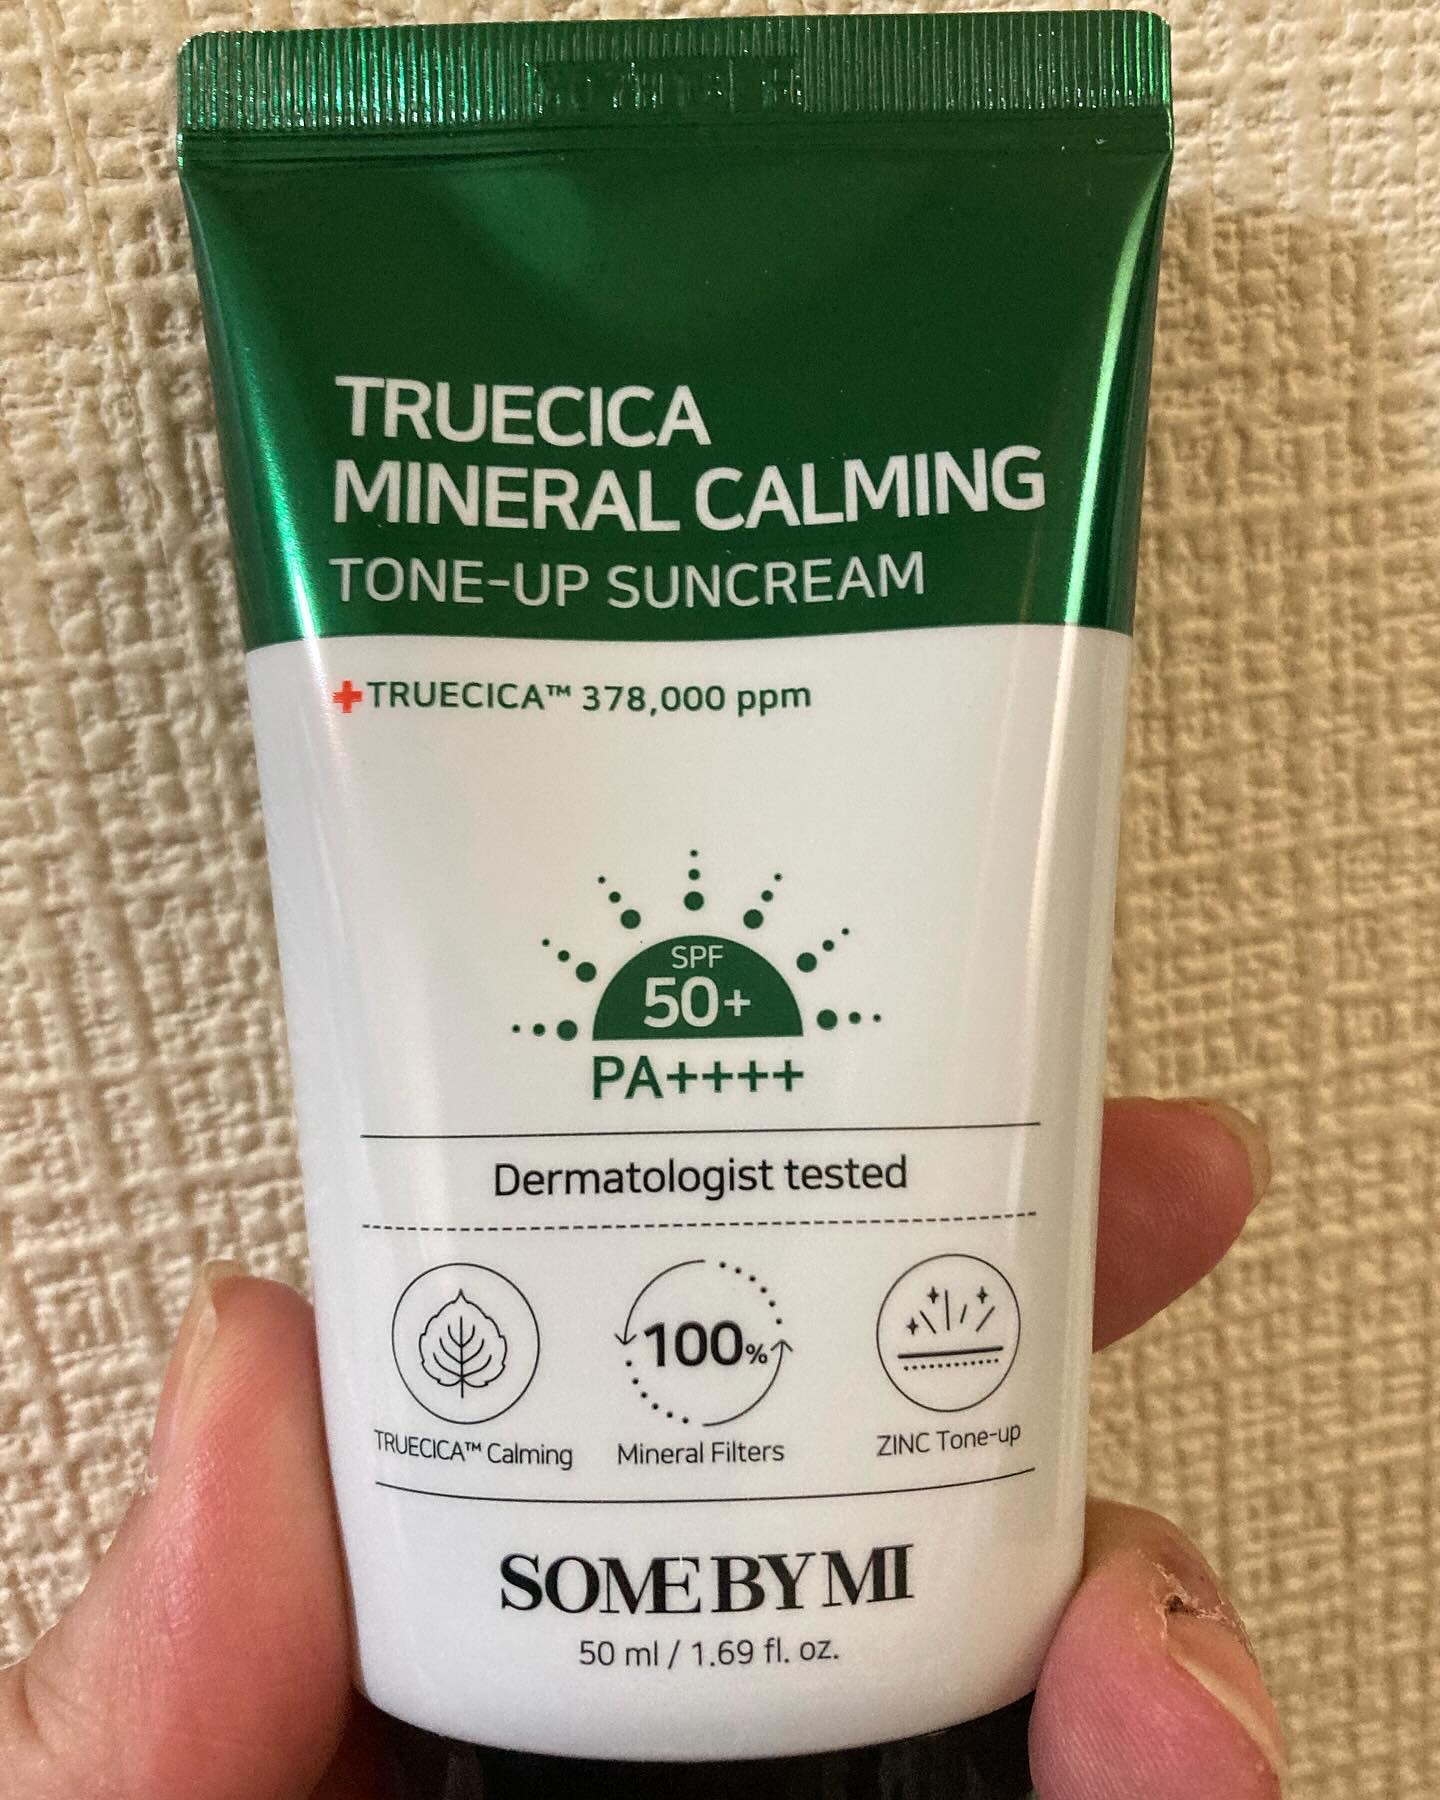 TRUECICA
MINERAL CALMING
TONE-UP SUNCREAM
TRUECICA™ 378,000 ppm
SPF
50+
PA++++
Dermatologist tested
100%
TRUECICA™ Calming
Mineral Filters
ZINC Tone-up
SOME BY MI
50 ml / 1.69 fl. oz.